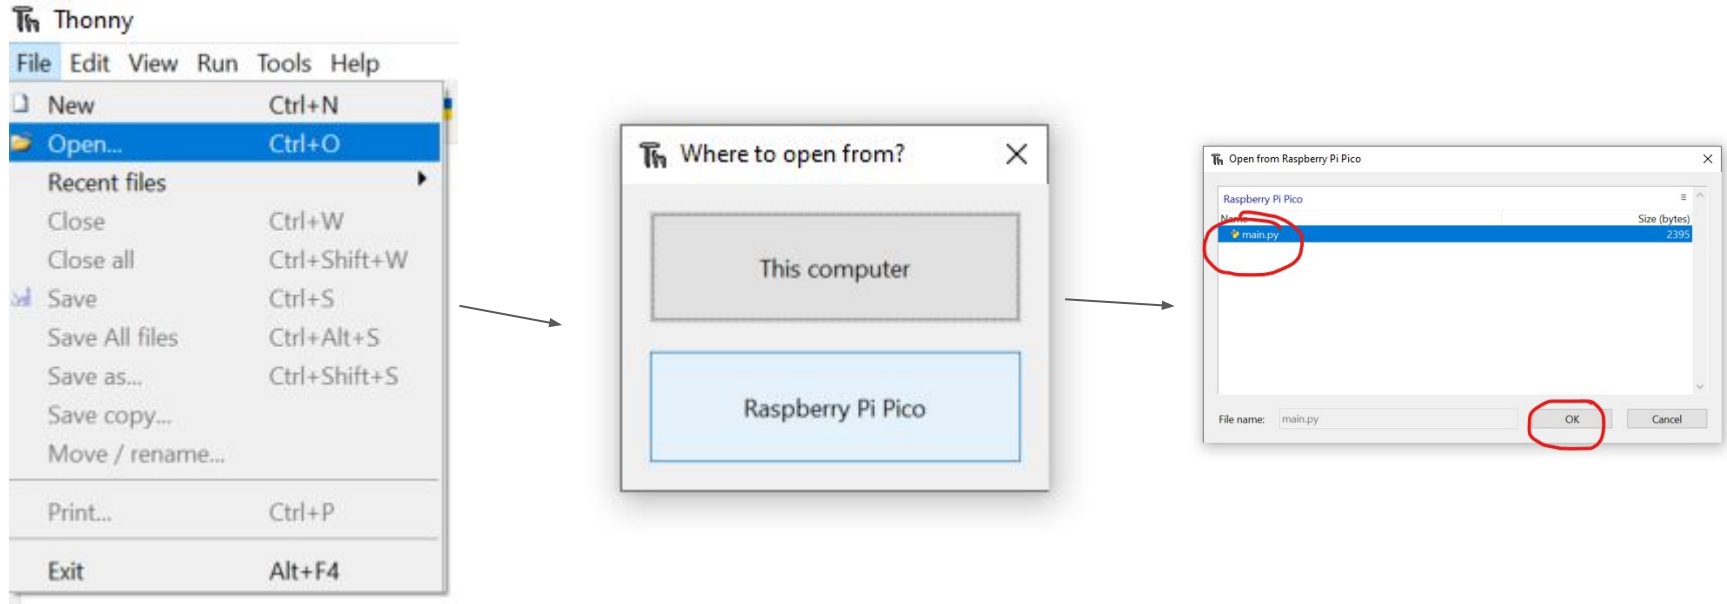 Thonny
File Edit View Run Tools Help
New Ctrl+N
Open... Ctrl+O
Recent files
Close Ctrl+W
Close all Ctrl+Shift+W
Save Ctrl+S
Save All files Ctrl+Alt+S
Save as... Ctrl+Shift+S
Save copy...
Move / rename...
Print... Ctrl+P
Exit Alt+F4
Where to open from?
This computer
Raspberry Pi Pico
Open from Raspberry Pi Pico
Raspberry Pi Pico
Name Size (bytes)
main.py 2395
File name: main.py OK Cancel